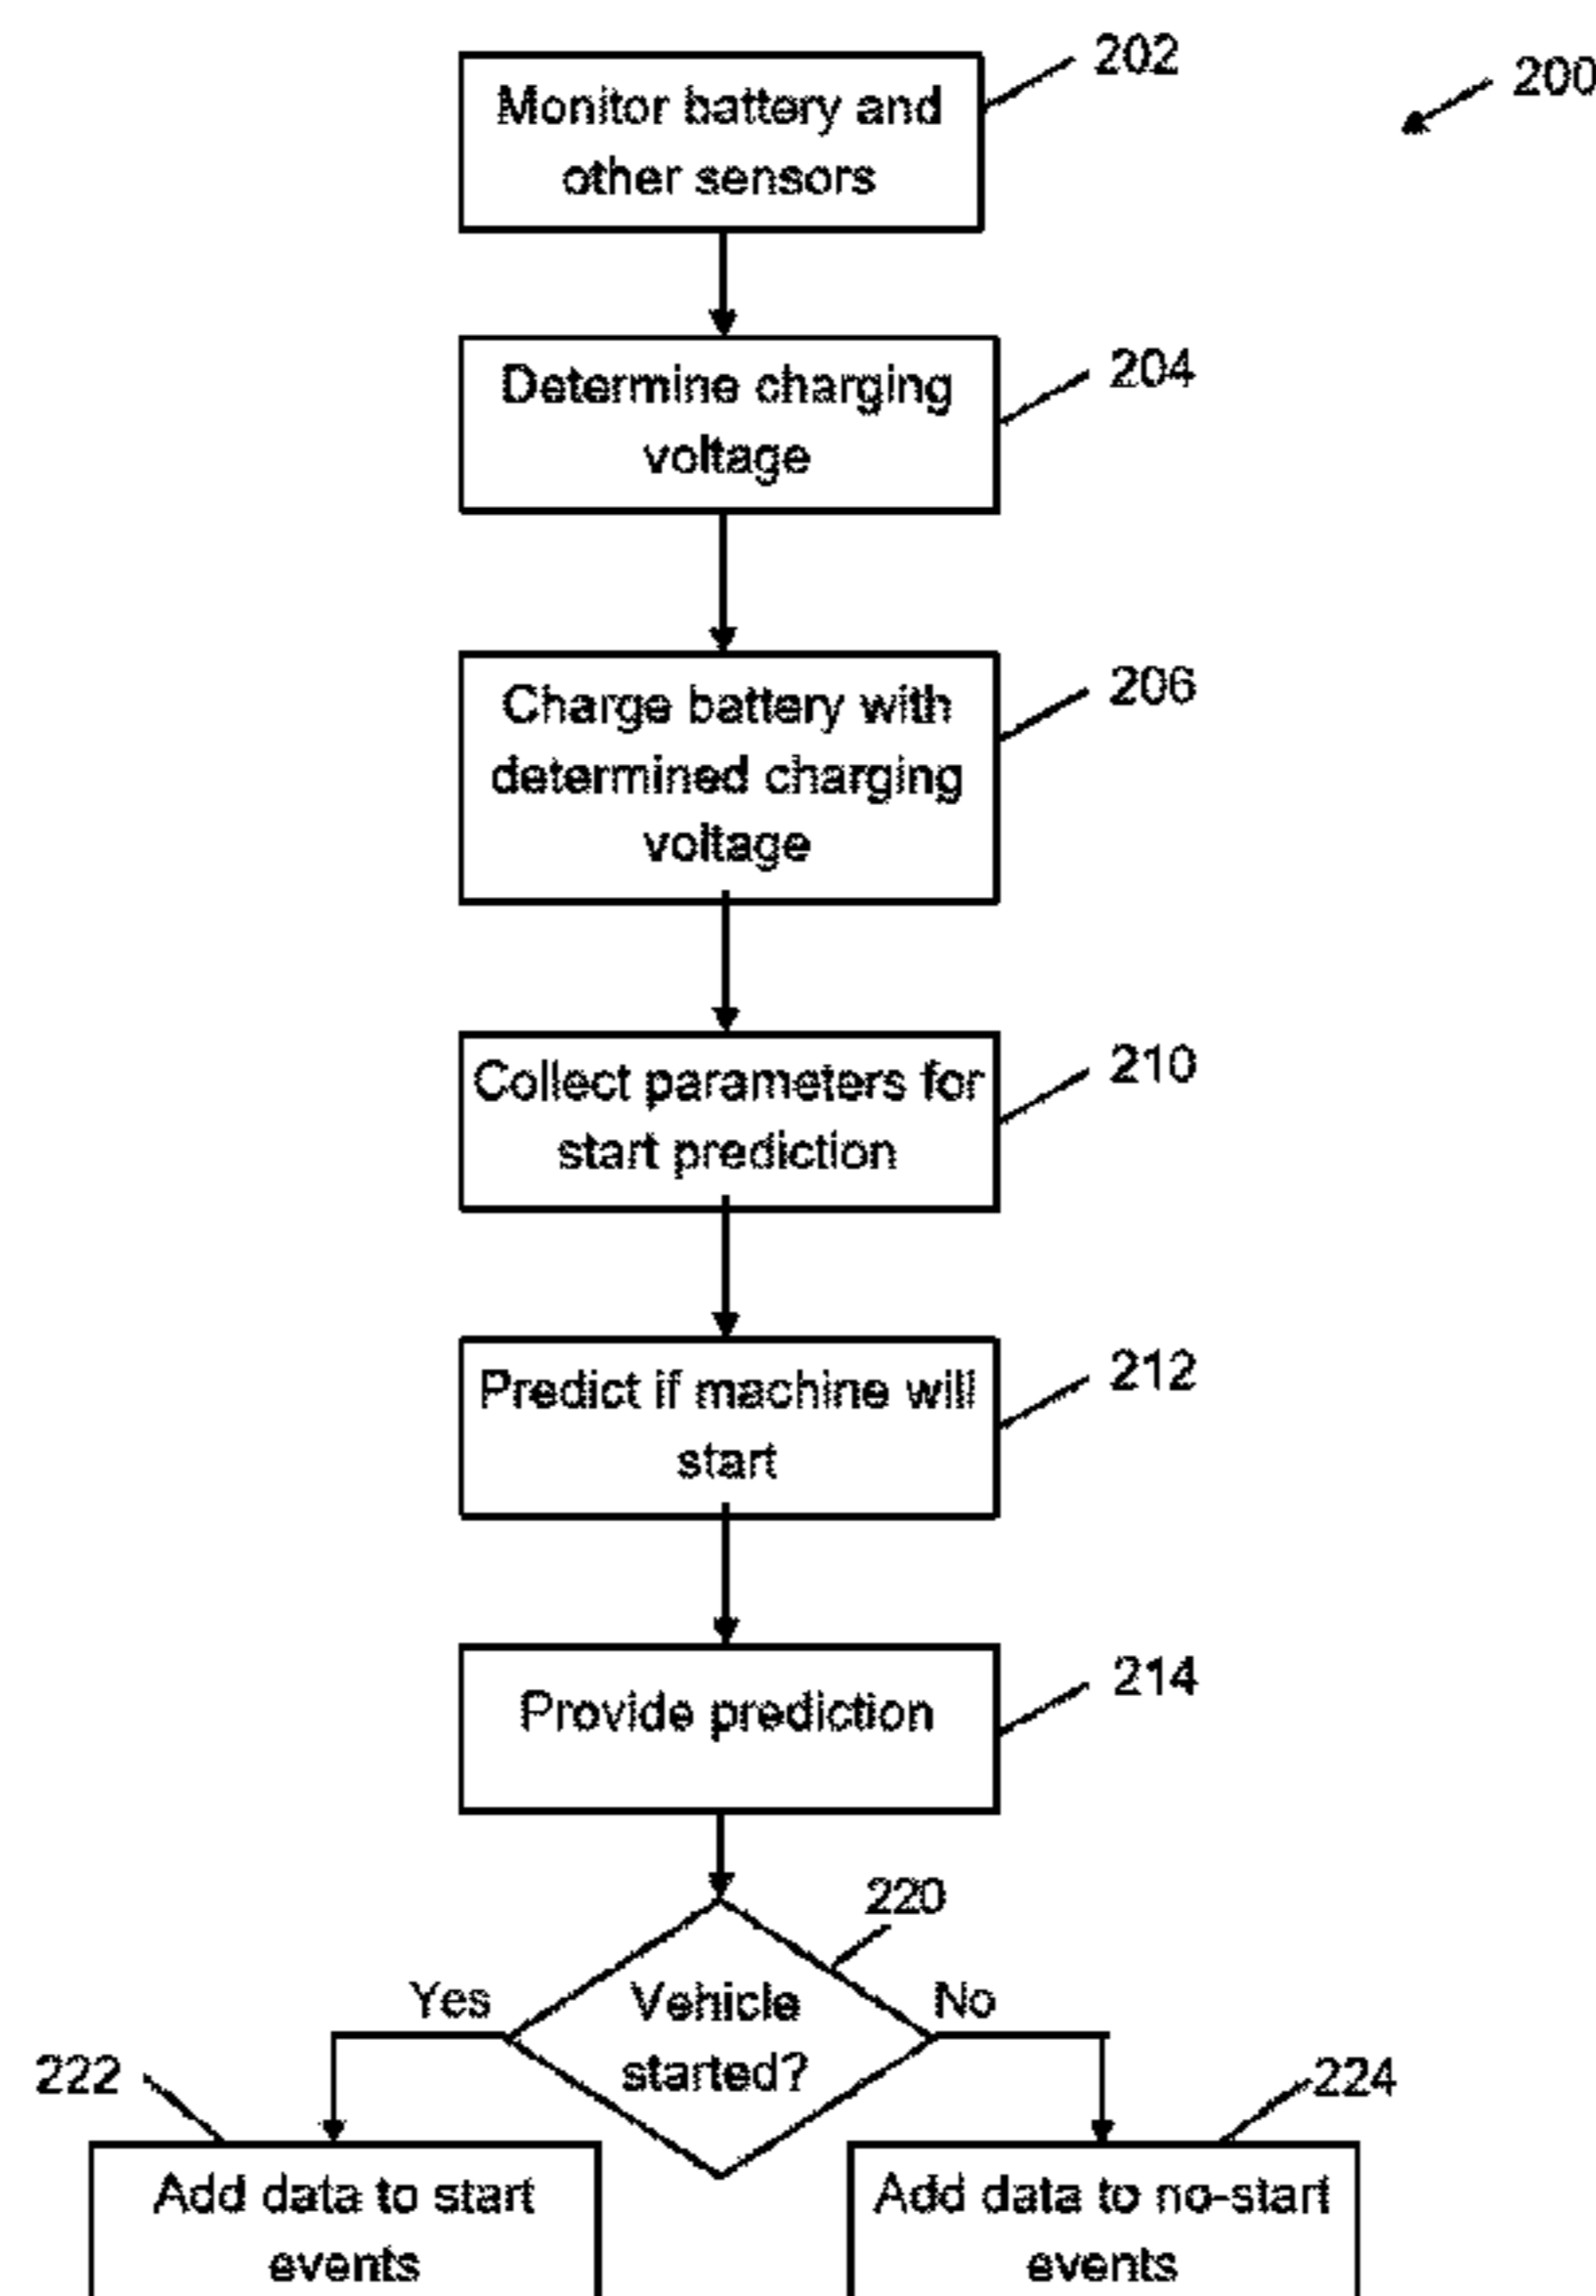 202
200
Monitor battery and
other sensors
204
Determine charging
voltage
206
Charge battery with
determined charging
voltage
210
Collect parameters for
start prediction
212
Predict if machine will
start
214
Provide prediction
220
Yes
No
Vehicle
started?
222
224
Add data to start
events
Add data to no-start
events